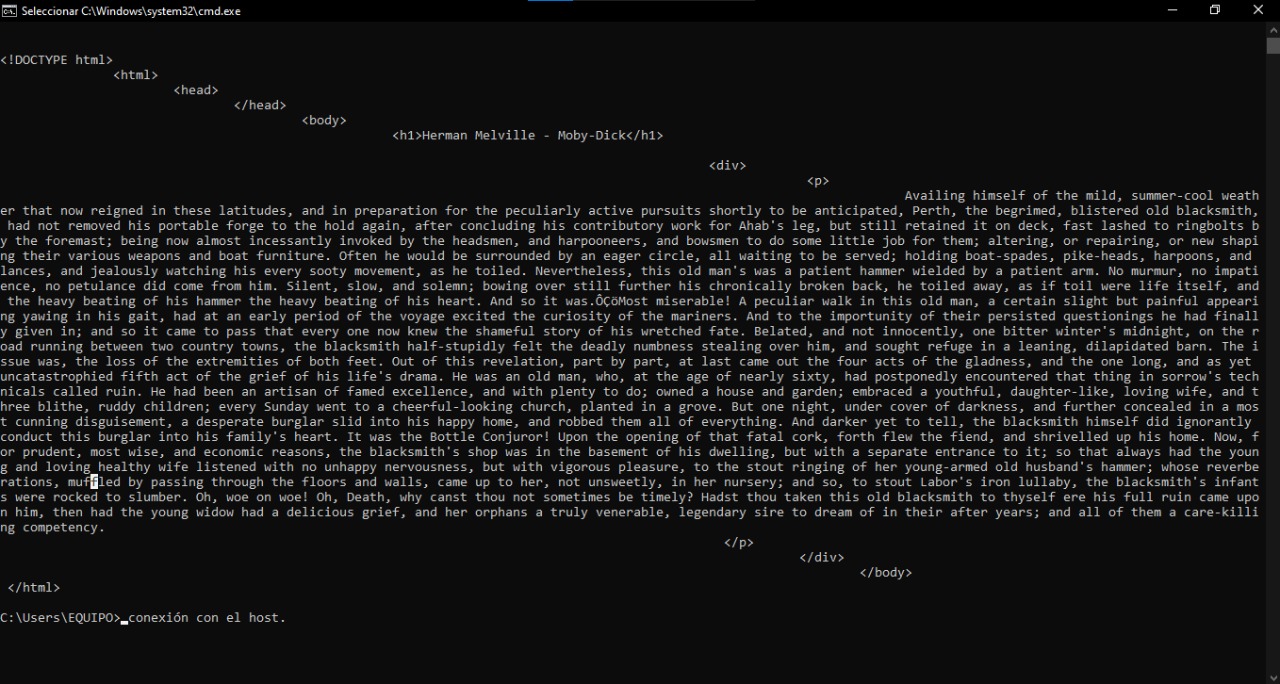 Seleccionar C:\Windows\system32\cmd.exe
<!DOCTYPE html>
<html>
<head>
</head>
<body>
<h1>Herman Melville - Moby-Dick</h1>
<div>
<p>
Availing himself of the mild, summer-cool weath
er that now reigned in these latitudes, and in preparation for the peculiarly active pursuits shortly to be anticipated, Perth, the begrimed, blistered old blacksmith,
had not removed his portable forge to the hold again, after concluding his contributory work for Ahab's leg, but still retained it on deck, fast lashed to ringbolts b
y the foremast; being now almost incessantly invoked by the headsmen, and harpooneers, and bowsmen to do some little job for them; altering, or repairing, or new shapi
ng their various weapons and boat furniture. Often he would be surrounded by an eager circle, all waiting to be served; holding boat-spades, pike-heads, harpoons, and
lances, and jealously watching his every sooty movement, as he toiled. Nevertheless, this old man's was a patient hammer wielded by a patient arm. No murmur, no impati
ence, no petulance did come from him. Silent, slow, and solemn; bowing over still further his chronically broken back, he toiled away, as if toil were life itself, and
the heavy beating of his hammer the heavy beating of his heart. And so it was.ÔÇöMost miserable! A peculiar walk in this old man, a certain slight but painful appeari
ng yawing in his gait, had at an early period of the voyage excited the curiosity of the mariners. And to the importunity of their persisted questionings he had finall
y given in; and so it came to pass that every one now knew the shameful story of his wretched fate. Belated, and not innocently, one bitter winter's midnight, on the r
oad running between two country towns, the blacksmith half-stupidly felt the deadly numbness stealing over him, and sought refuge in a leaning, dilapidated barn. The i
ssue was, the loss of the extremities of both feet. Out of this revelation, part by part, at last came out the four acts of the gladness, and the one long, and as yet
uncatastrophied fifth act of the grief of his life's drama. He was an old man, who, at the age of nearly sixty, had postponedly encountered that thing in sorrow's tech
nicals called ruin. He had been an artisan of famed excellence, and with plenty to do; owned a house and garden; embraced a youthful, daughter-like, loving wife, and t
hree blithe, ruddy children; every Sunday went to a cheerful-looking church, planted in a grove. But one night, under cover of darkness, and further concealed in a mos
t cunning disguisement, a desperate burglar slid into his happy home, and robbed them all of everything. And darker yet to tell, the blacksmith himself did ignorantly
conduct this burglar into his family's heart. It was the Bottle Conjuror! Upon the opening of that fatal cork, forth flew the fiend, and shrivelled up his home. Now, f
or prudent, most wise, and economic reasons, the blacksmith's shop was in the basement of his dwelling, but with a separate entrance to it; so that always had the youn
g and loving healthy wife listened with no unhappy nervousness, but with vigorous pleasure, to the stout ringing of her young-armed old husband's hammer; whose reverbe
rations, muffled by passing through the floors and walls, came up to her, not unsweetly, in her nursery; and so, to stout Labor's iron lullaby, the blacksmith's infant
s were rocked to slumber. Oh, woe on woe! Oh, Death, why canst thou not sometimes be timely? Hadst thou taken this old blacksmith to thyself ere his full ruin came upo
n him, then had the young widow had a delicious grief, and her orphans a truly venerable, legendary sire to dream of in their after years; and all of them a care-killi
ng competency.
</p>
</div>
</body>
</html>
C:\Users\EQUIPO>_conexión con el host.